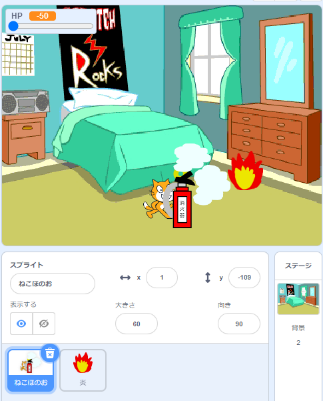 HP -50
SCRATCH
JULY
Rocks
消火器
スプライト
ねこほのお
x 1
y -109
表示する
大きさ 60
向き 90
ステージ
背景
2
ねこほのお
炎